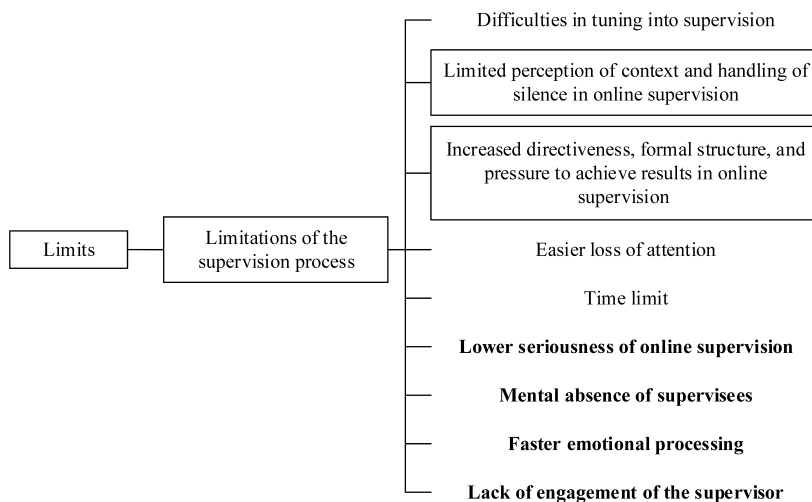 Difficulties in tuning into supervision
Limited perception of context and handling of
silence in online supervision
Increased directiveness, formal structure, and
pressure to achieve results in online
supervision
Limits
Limitations of the
supervision process
Easier loss of attention
Time limit
Lower seriousness of online supervision
Mental absence of supervisees
Faster emotional processing
Lack of engagement of the supervisor